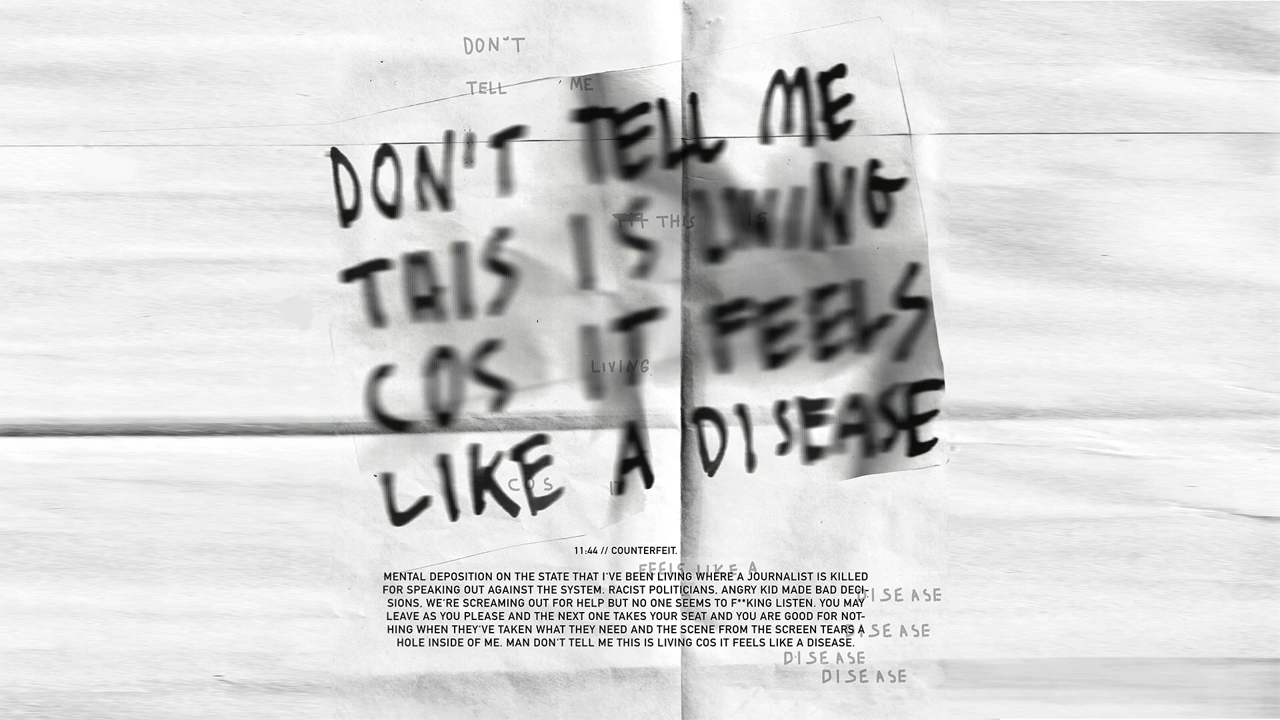 DON'T
TELL ME
DON'T TELL ME
THIS IS LIVING
THIS
COS IT FEELS
LIVING
LIKE A DISEASE
COS
11:44 // COUNTERFEIT.
FEELS LIKE A
MENTAL DEPOSITION ON THE STATE THAT I'VE BEEN LIVING WHERE A JOURNALIST IS KILLED
FOR SPEAKING OUT AGAINST THE SYSTEM. RACIST POLITICIANS, ANGRY KID MADE BAD DECI-
SIONS, WE'RE SCREAMING OUT FOR HELP BUT NO ONE SEEMS TO F**KING LISTEN. YOU MAY
LEAVE AS YOU PLEASE AND THE NEXT ONE TAKES YOUR SEAT AND YOU ARE GOOD FOR NOT-
HING WHEN THEY'VE TAKEN WHAT THEY NEED AND THE SCENE FROM THE SCREEN TEARS A
HOLE INSIDE OF ME. MAN DON'T TELL ME THIS IS LIVING COS IT FEELS LIKE A DISEASE.
DISEASE
DISEASE
DISEASE
DISEASE